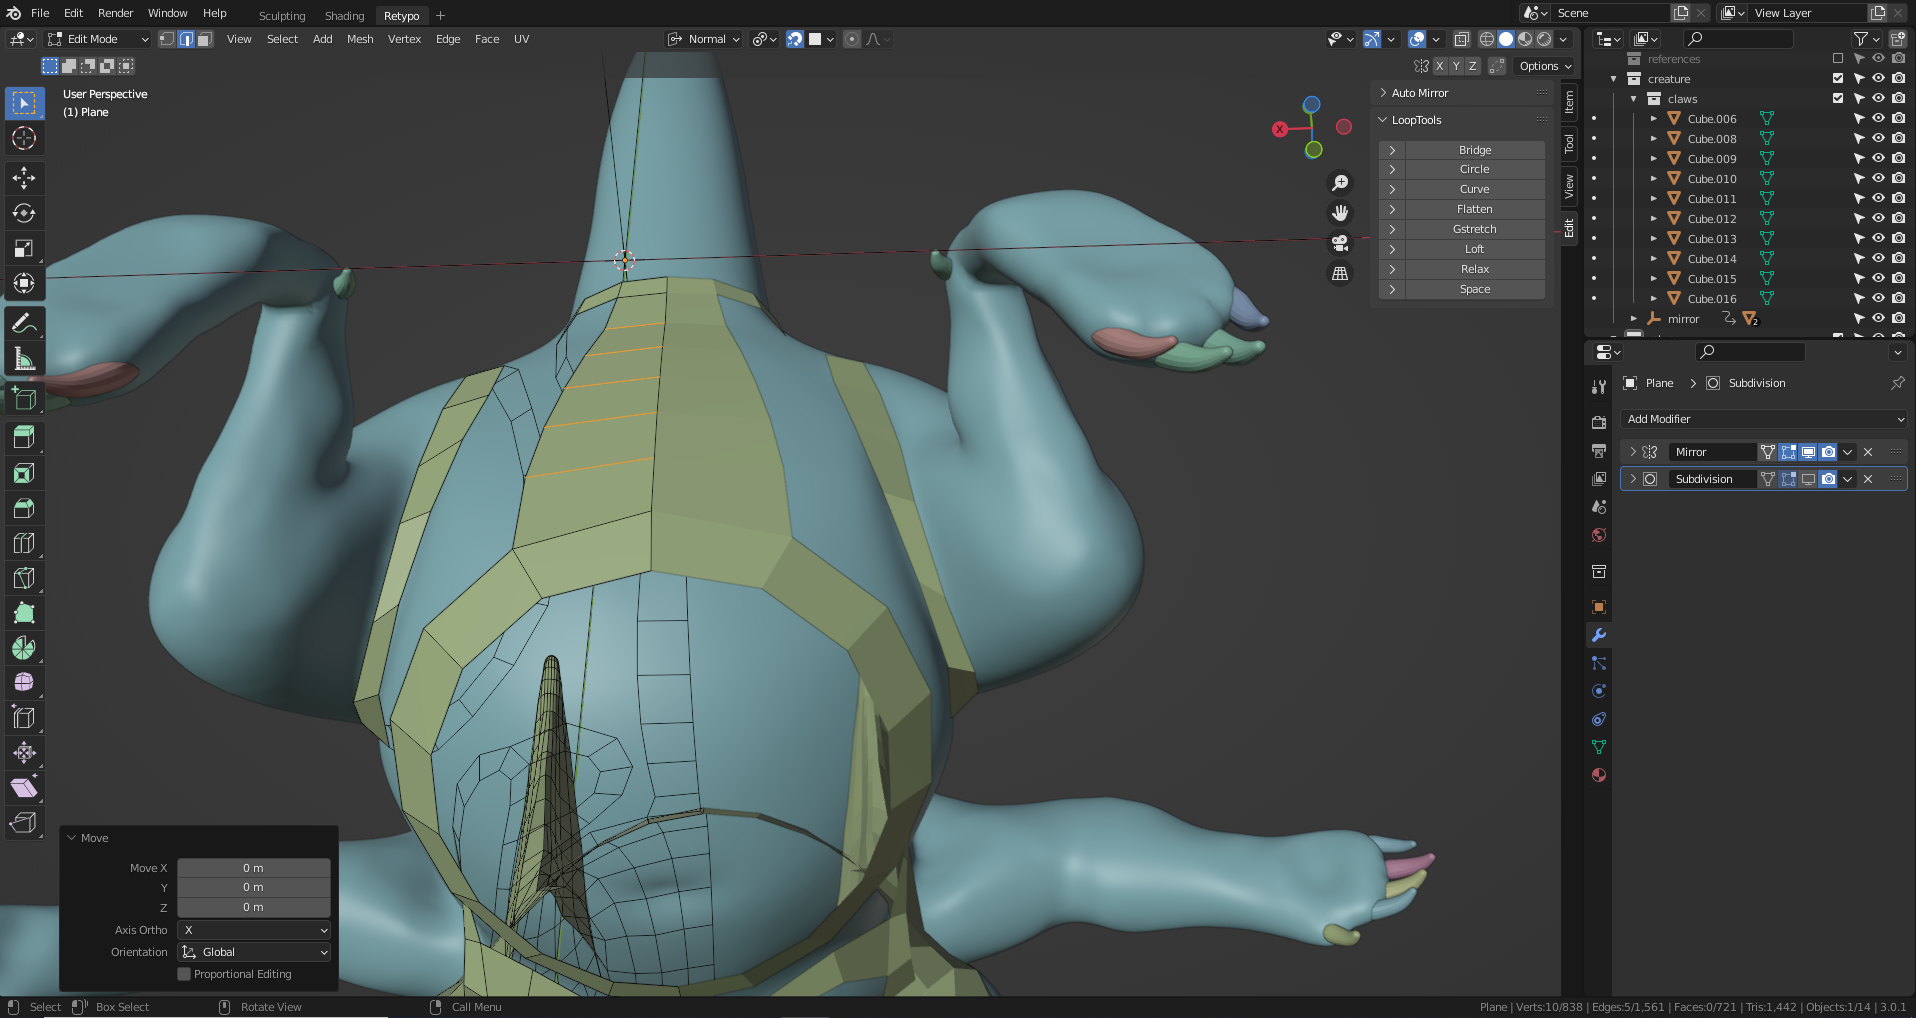 File Edit Render Window Help Sculpting Shading Retypo + Scene View Layer
Edit Mode View Select Add Mesh Vertex Edge Face UV Normal
X Y Z Options
User Perspective
(1) Plane
X
Auto Mirror
LoopTools
Bridge
Circle
Curve
Flatten
Gstretch
Loft
Relax
Space
Item
Tool
View
Edit
references
creature
claws
Cube.006
Cube.008
Cube.009
Cube.010
Cube.011
Cube.012
Cube.013
Cube.014
Cube.015
Cube.016
mirror 2
Plane > Subdivision
Add Modifier
Mirror
Subdivision
Move
Move X 0 m
Y 0 m
Z 0 m
Axis Ortho X
Orientation Global
Proportional Editing
Select Box Select Rotate View Call Menu
Plane | Verts:10/838 | Edges:5/1,561 | Faces:0/721 | Tris:1,442 | Objects:1/14 | 3.0.1